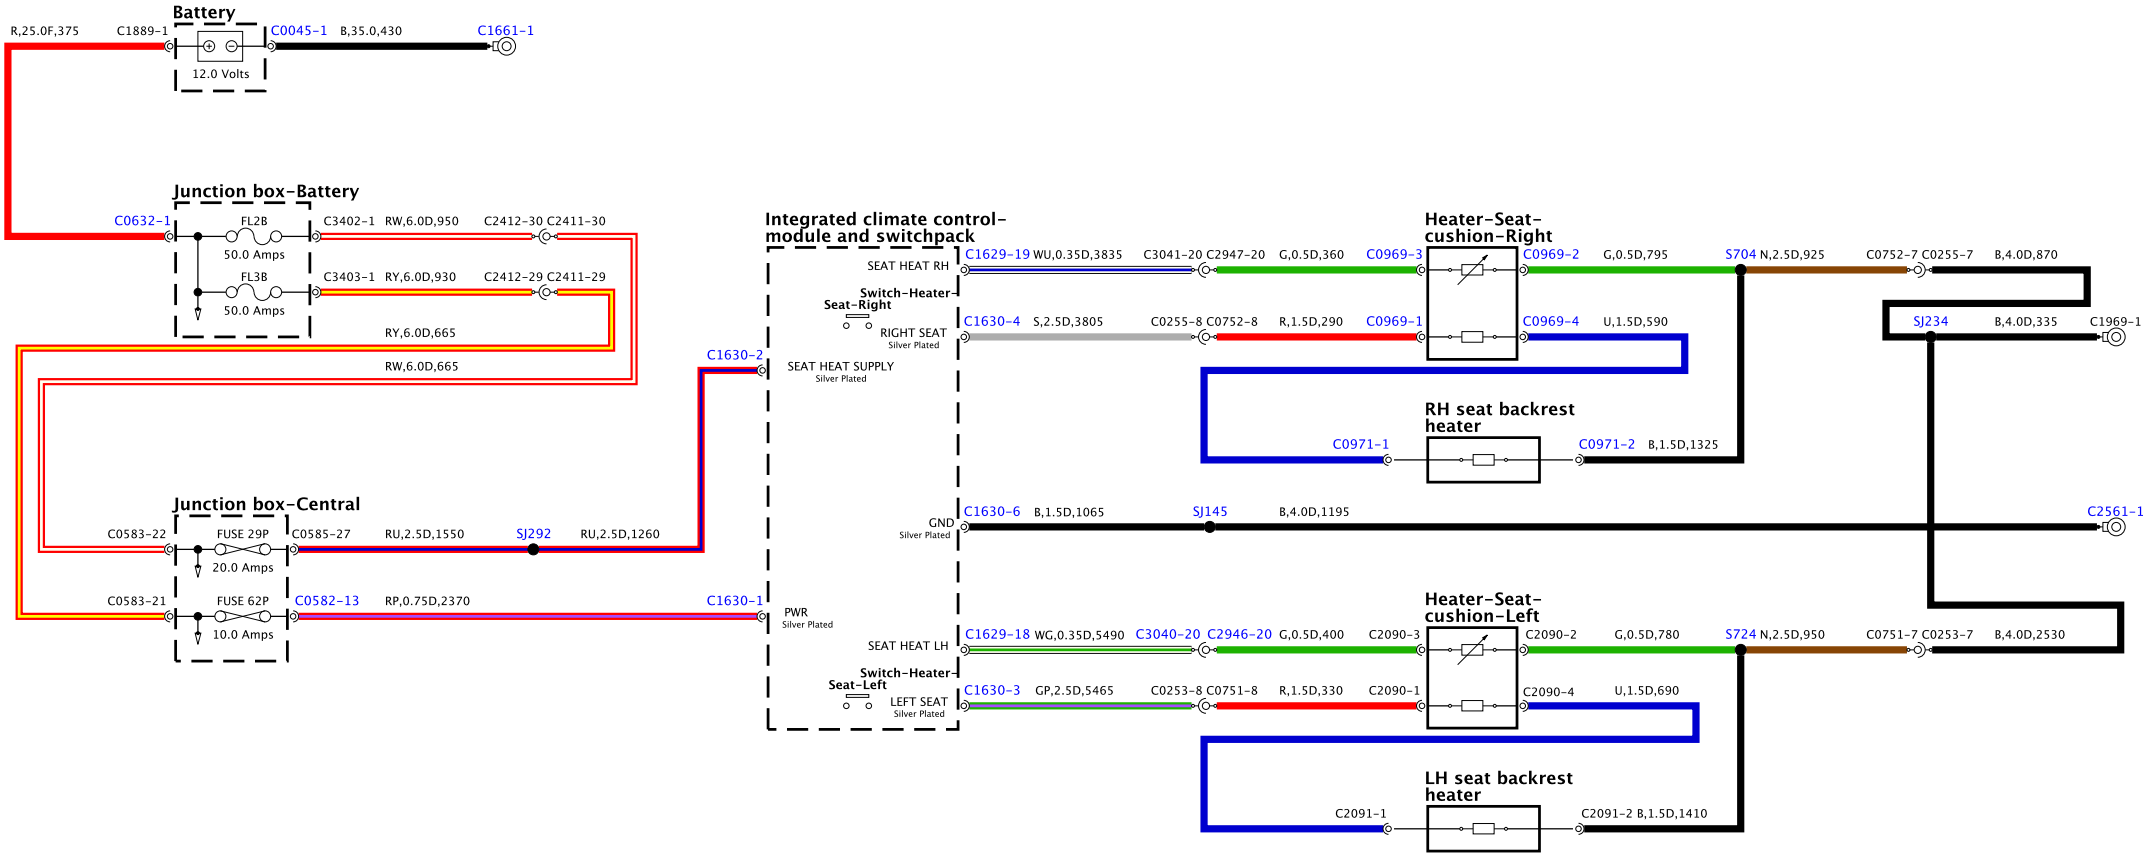 Battery
R,25.0F,375
C1889-1
C0045-1
B,35.0,430
C1661-1
12.0 Volts
Junction box-Battery
C0632-1
FL2B
C3402-1
RW,6.0D,950
C2412-30
C2411-30
50.0 Amps
FL3B
C3403-1
RY,6.0D,930
C2412-29
C2411-29
50.0 Amps
RY,6.0D,665
RW,6.0D,665
Junction box-Central
C0583-22
FUSE 29P
C0585-27
RU,2.5D,1550
SJ292
RU,2.5D,1260
20.0 Amps
C0583-21
FUSE 62P
C0582-13
RP,0.75D,2370
C1630-1
10.0 Amps
C1630-2
Integrated climate control-
module and switchpack
SEAT HEAT RH
Switch-Heater-
Seat-Right
RIGHT SEAT
Silver Plated
SEAT HEAT SUPPLY
Silver Plated
GND
Silver Plated
PWR
Silver Plated
SEAT HEAT LH
Switch-Heater-
Seat-Left
LEFT SEAT
Silver Plated
C1629-19
WU,0.35D,3835
C3041-20
C2947-20
G,0.5D,360
C0969-3
Heater-Seat-
cushion-Right
C0969-2
G,0.5D,795
S704
N,2.5D,925
C0752-7
C0255-7
B,4.0D,870
C1630-4
S,2.5D,3805
C0255-8
C0752-8
R,1.5D,290
C0969-1
C0969-4
U,1.5D,590
SJ234
B,4.0D,335
C1969-1
RH seat backrest
heater
C0971-1
C0971-2
B,1.5D,1325
C1630-6
B,1.5D,1065
SJ145
B,4.0D,1195
C2561-1
Heater-Seat-
cushion-Left
C1629-18
WG,0.35D,5490
C3040-20
C2946-20
G,0.5D,400
C2090-3
C2090-2
G,0.5D,780
S724
N,2.5D,950
C0751-7
C0253-7
B,4.0D,2530
C1630-3
GP,2.5D,5465
C0253-8
C0751-8
R,1.5D,330
C2090-1
C2090-4
U,1.5D,690
LH seat backrest
heater
C2091-1
C2091-2
B,1.5D,1410